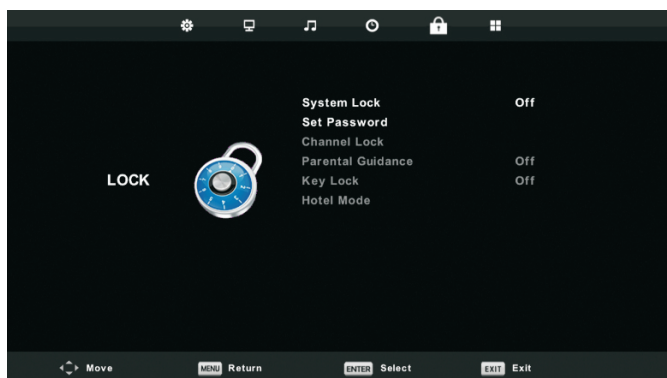 System Lock Off
Set Password
Channel Lock
Parental Guidance Off
LOCK
Key Lock Off
Hotel Mode
Move MENU Return ENTER Select EXIT Exit